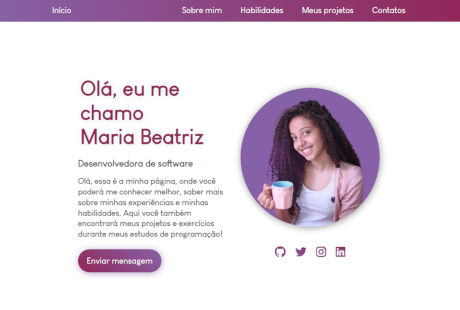 Início
Sobre mim
Habilidades
Meus projetos
Contatos
Olá, eu me
chamo
Maria Beatriz
Desenvolvedora de software
Olá, essa é a minha página, onde você
poderá me conhecer melhor, saber mais
sobre minhas experiências e minhas
habilidades. Aqui você também
encontrará meus projetos e exercícios
durante meus estudos de programação!
Enviar mensagem